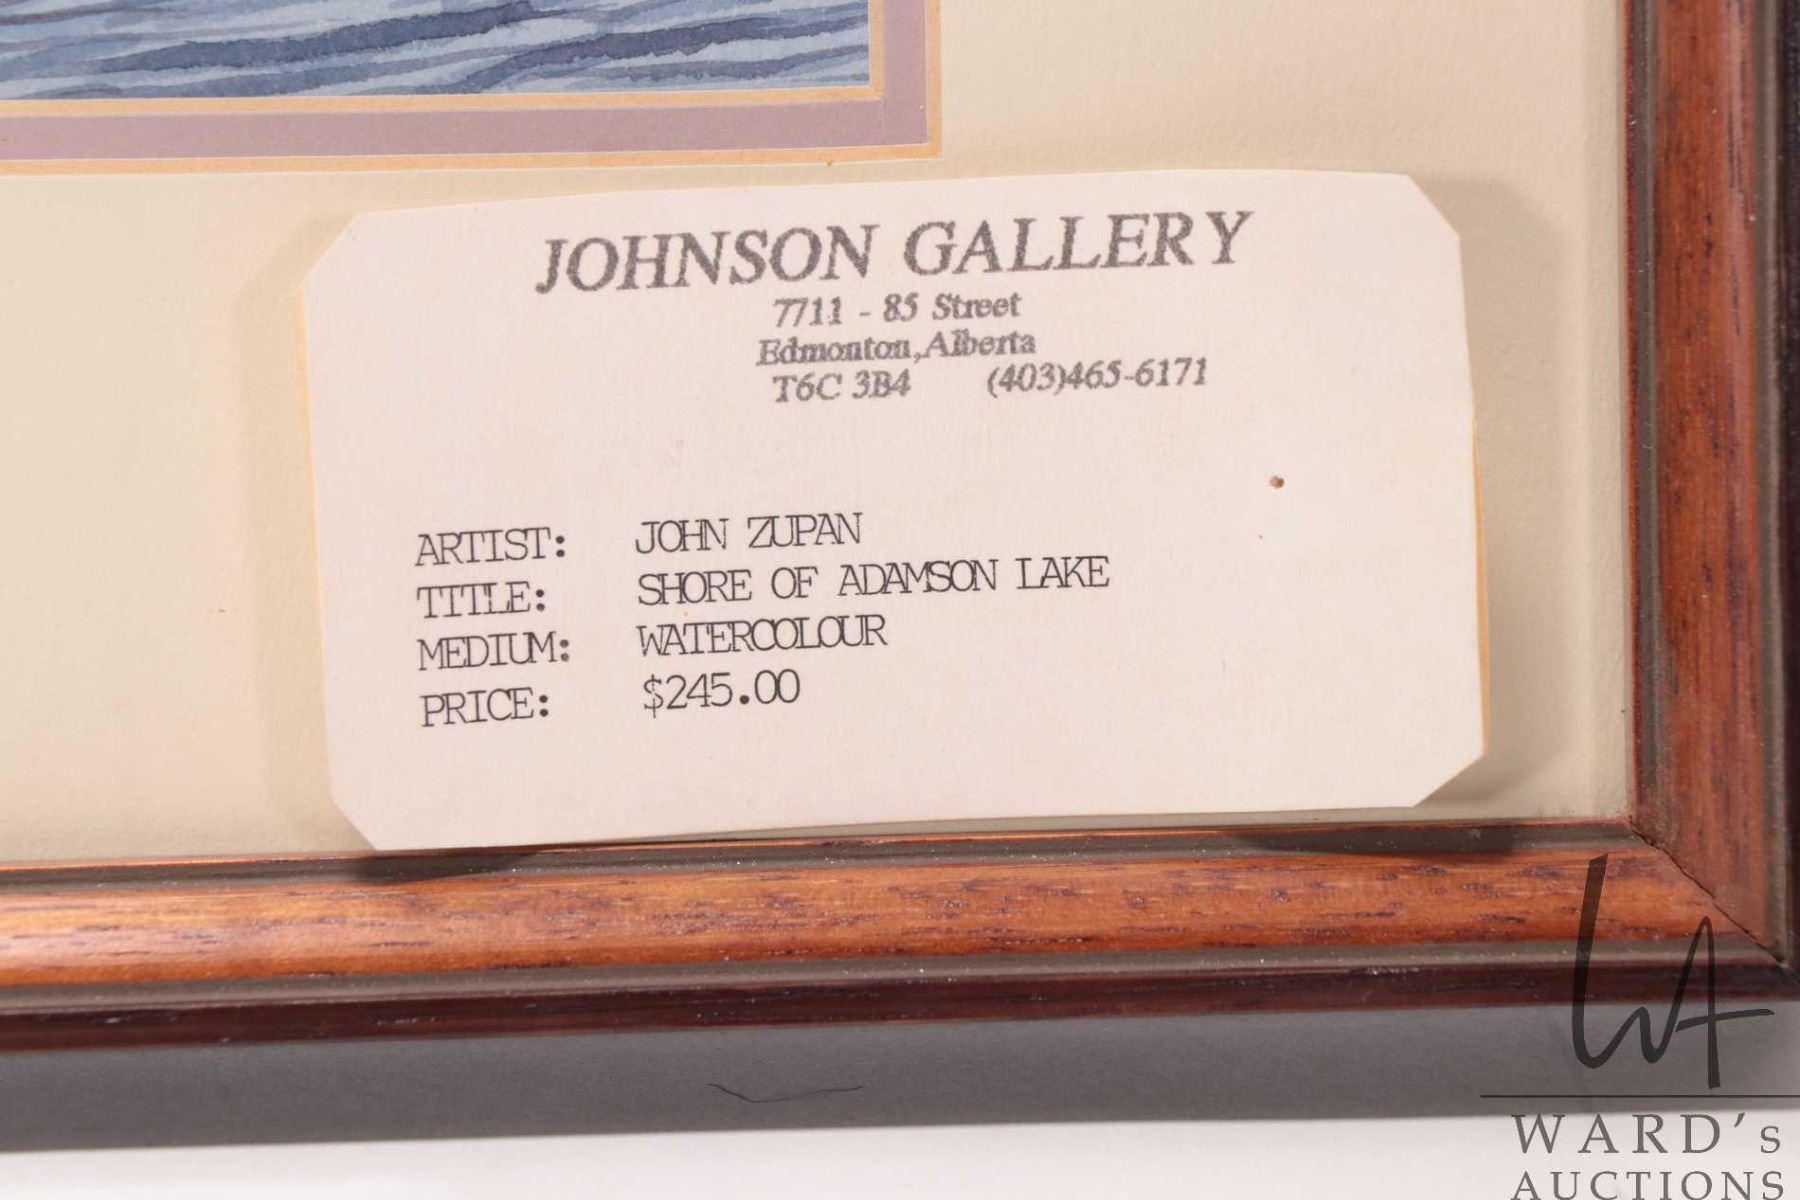 JOHNSON GALLERY
7711 - 85 Street
Edmonton, Alberta
T6C 3B4 (403)465-6171
ARTIST: JOHN ZUPAN
TITLE: SHORE OF ADAMSON LAKE
MEDIUM: WATERCOLOUR
PRICE: $245.00
WA
WARD'S
AUCTIONS